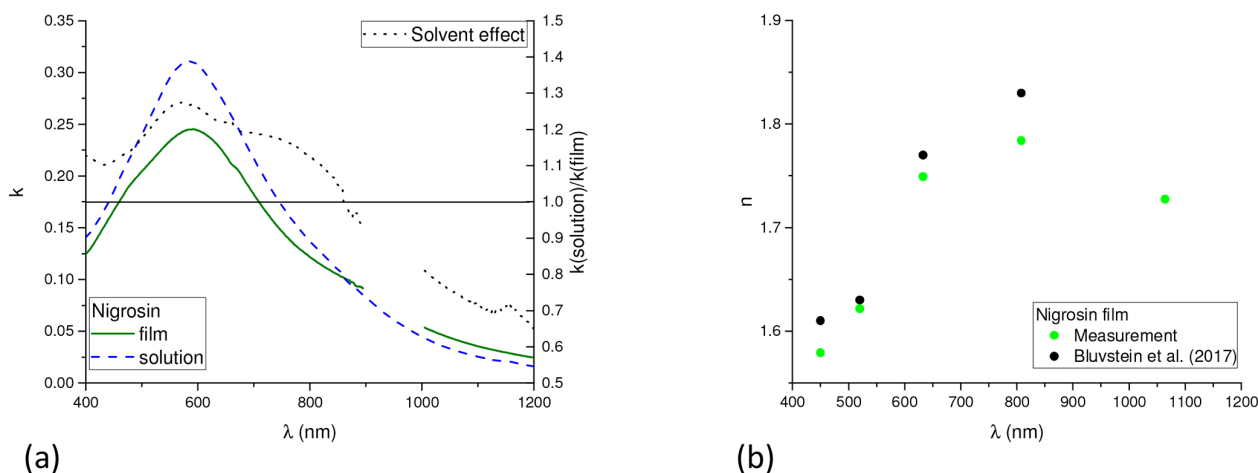 0.35
0.30
0.25
0.20
0.15
0.10
0.05
0.00
k
400
600
800
1000
1200
λ (nm)
1.5
1.4
1.3
1.2
1.1
1.0
0.9
0.8
0.7
0.6
0.5
k(solution)/k(film)
Solvent effect
Nigrosin
film
solution
(a)
1.9
1.8
1.7
1.6
n
400
500
600
700
800
900
1000
1100
1200
λ (nm)
Nigrosin film
Measurement
Bluvstein et al. (2017)
(b)